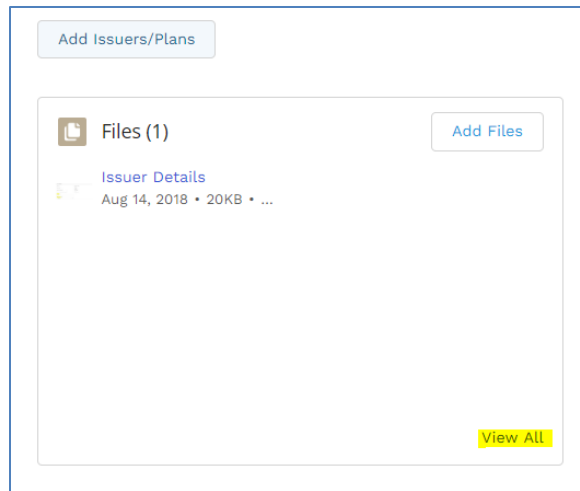 Add Issuers/Plans
Files (1)
Add Files
Issuer Details
Aug 14, 2018 • 20KB • ...
View All